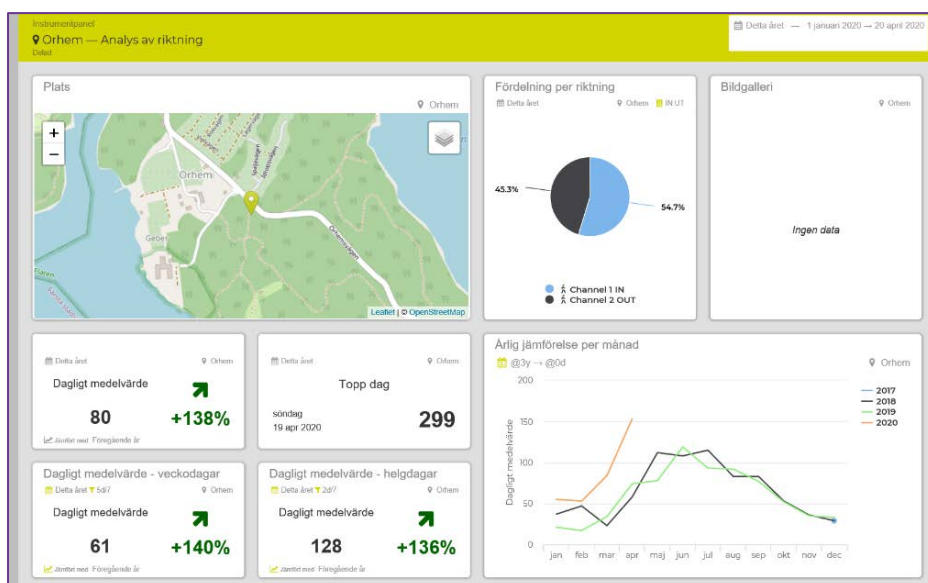 Instrumentpanel
Orhem — Analys av riktning
Delad
Detta året — 1 januari 2020 → 20 april 2020
Plats
Orhem
+
−
Orhem
Orhemsvägen
Leaflet | © OpenStreetMap
Fördelning per riktning
Detta året Orhem IN UT
45.3%
54.7%
Channel 1 IN
Channel 2 OUT
Bildgalleri
Orhem
Ingen data
Detta året Orhem
Dagligt medelvärde
80
+138%
Jämfört med Föregående år
Detta året Orhem
Topp dag
söndag
19 apr 2020
299
Dagligt medelvärde - veckodagar
Detta året 5d/7 Orhem
Dagligt medelvärde
61
+140%
Jämfört med Föregående år
Dagligt medelvärde - helgdagar
Detta året 2d/7 Orhem
Dagligt medelvärde
128
+136%
Jämfört med Föregående år
Årlig jämförelse per månad
@3y → @0d Orhem
Dagligt medelvärde
200
150
100
50
0
jan feb mar apr maj jun jul aug sep okt nov dec
2017
2018
2019
2020